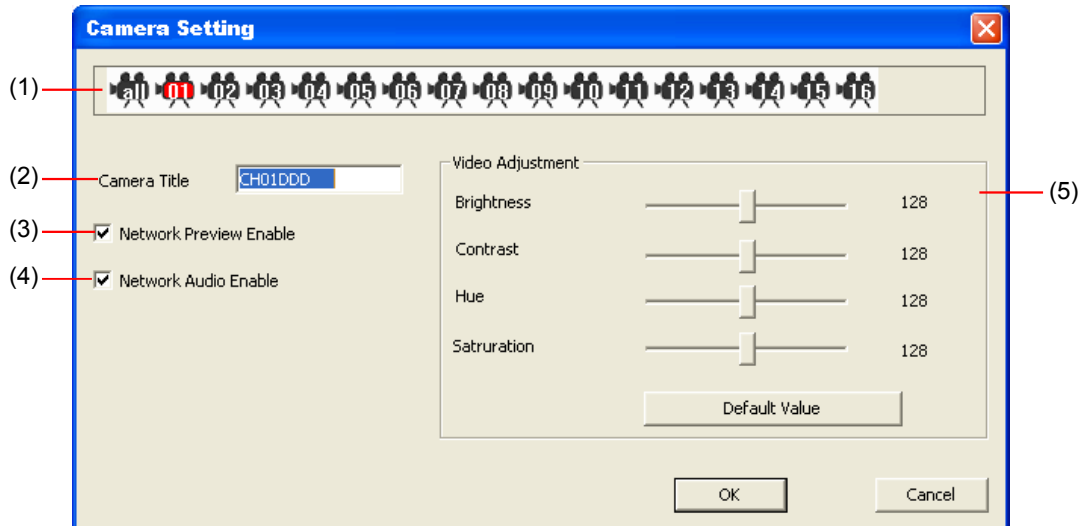 Camera Setting
(1) all 01 02 03 04 05 06 07 08 09 10 11 12 13 14 15 16
(2) Camera Title CH01DDD
(3) Network Preview Enable
(4) Network Audio Enable
Video Adjustment
(5)
Brightness 128
Contrast 128
Hue 128
Satruration 128
Default Value
OK Cancel